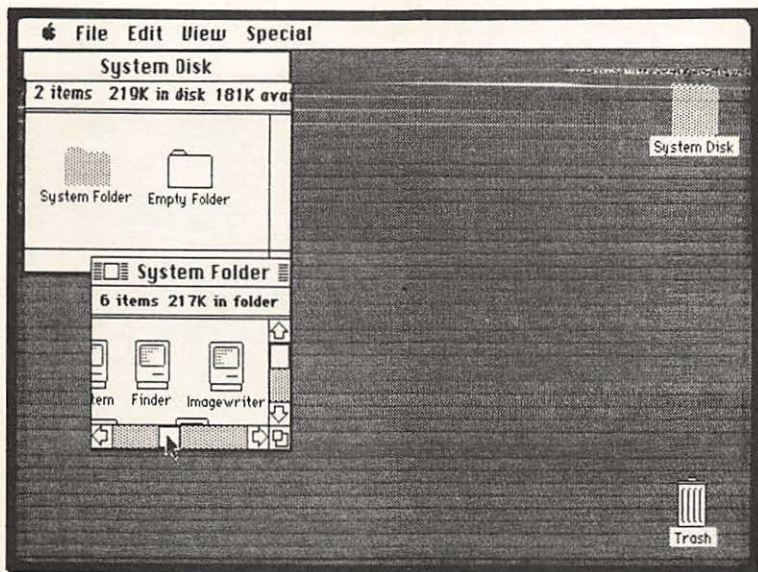 File Edit View Special
System Disk
2 items 219K in disk 181K avai
System Folder Empty Folder
System Disk
System Folder
6 items 217K in folder
tem Finder Imagewriter
Trash